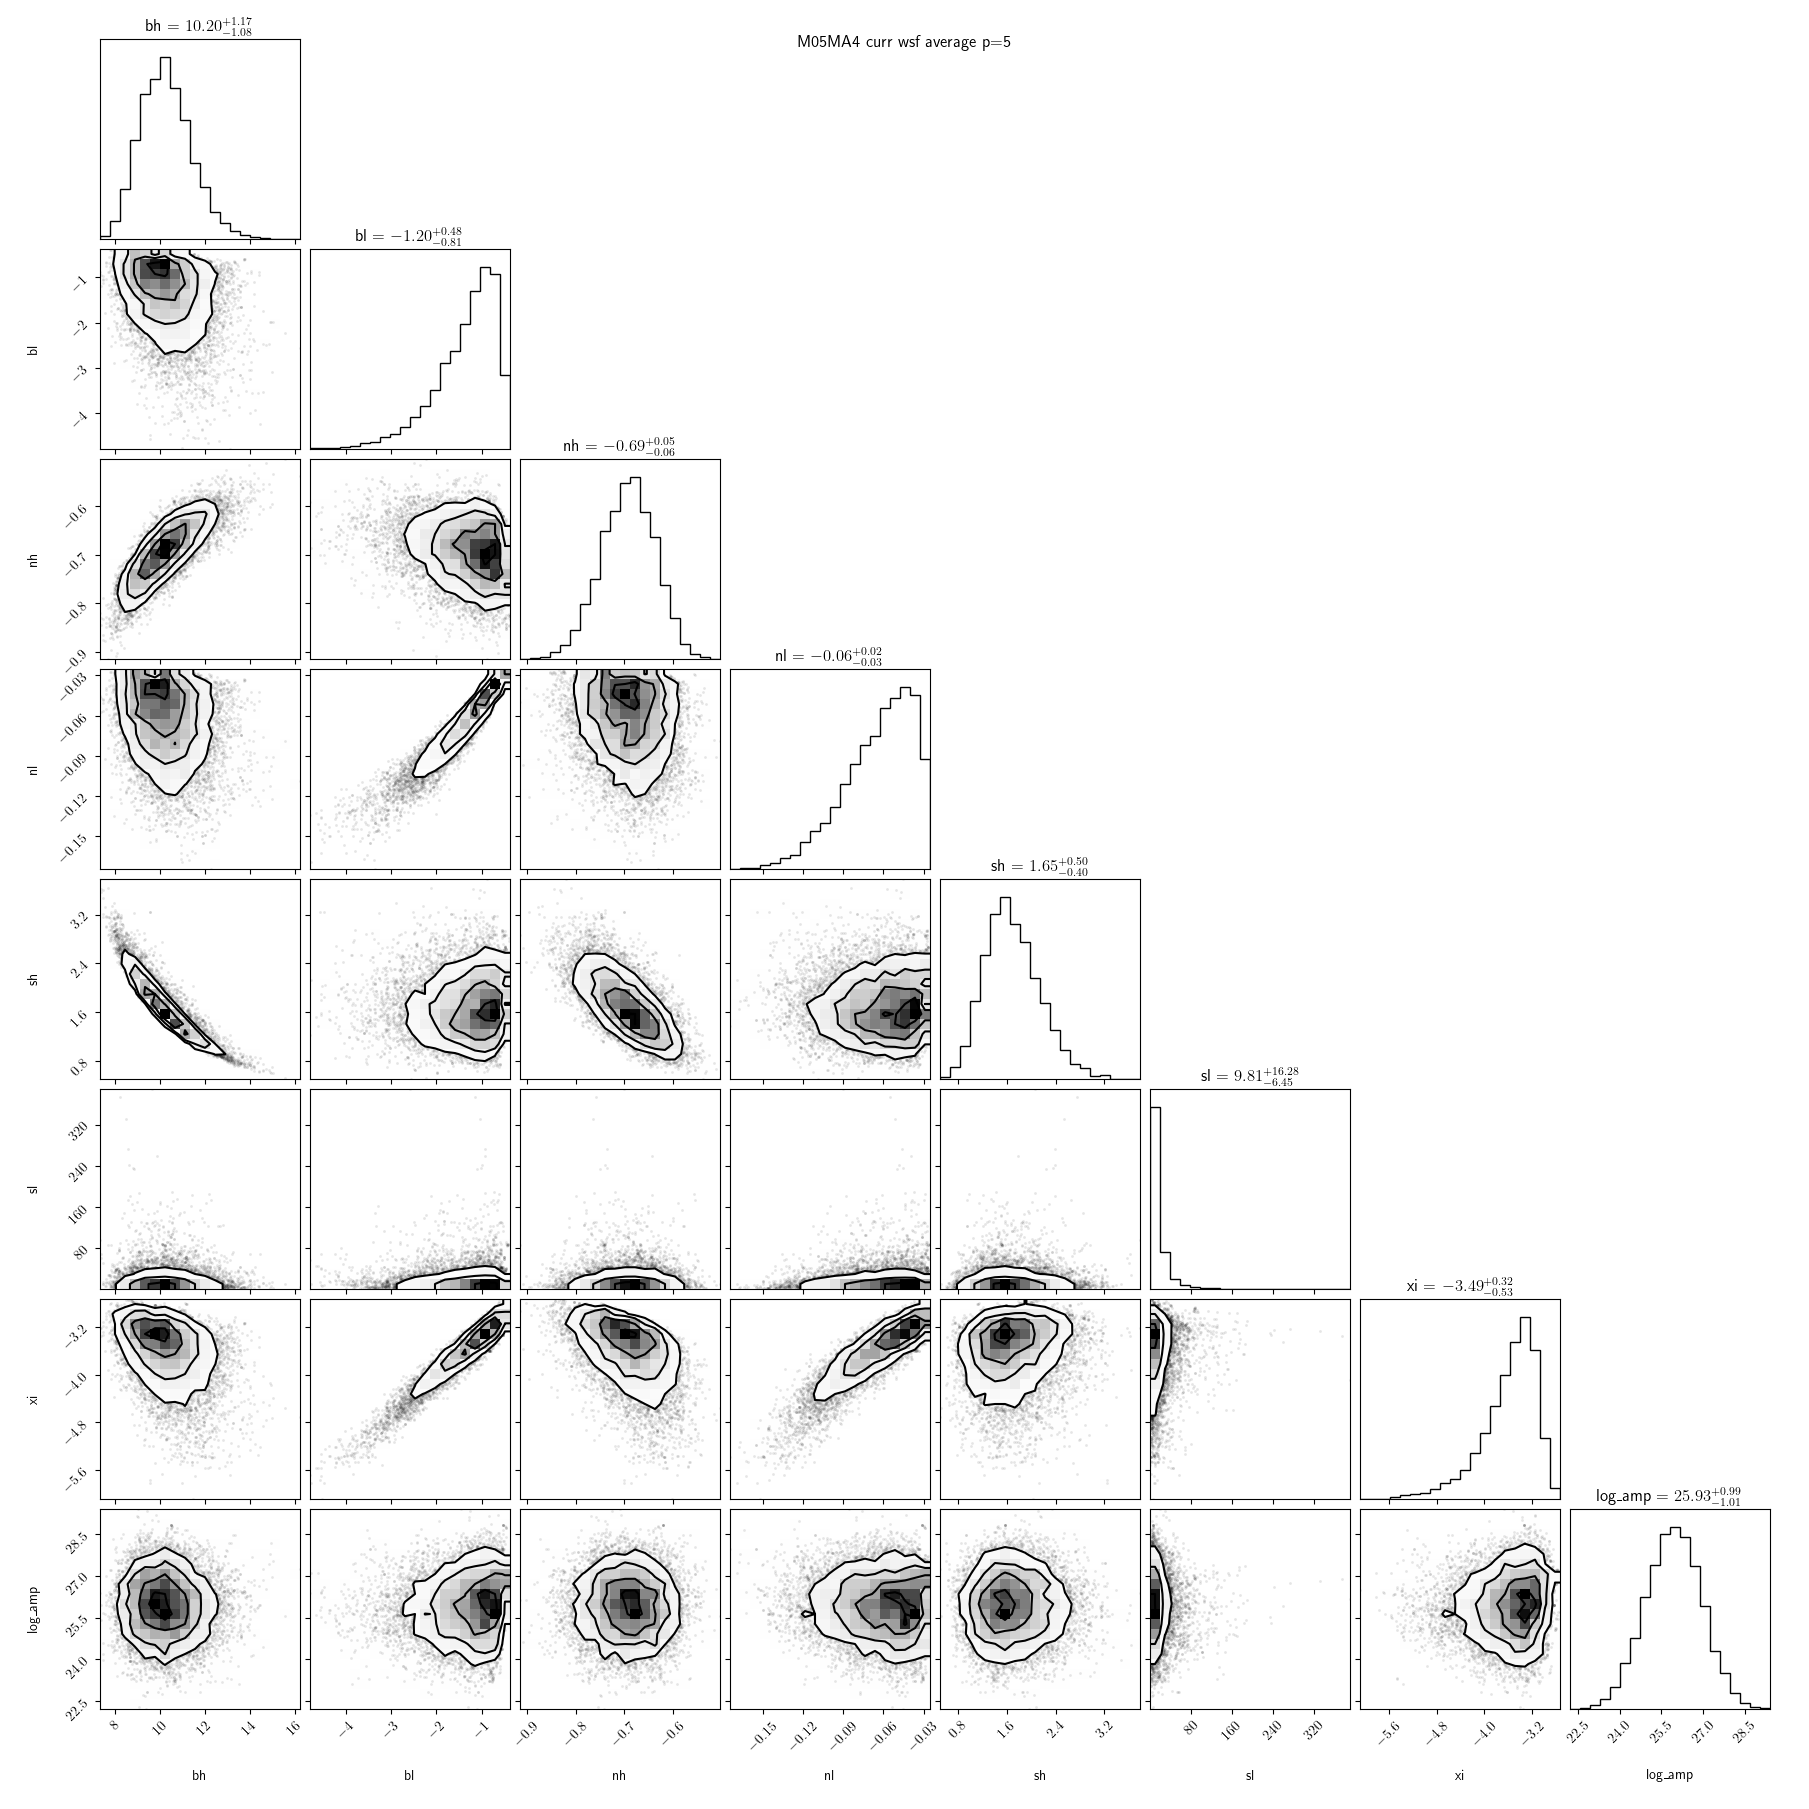 bh = 10.20+1.17−1.08
M05MA4 curr wsf average p=5
bl = −1.20+0.48−0.81
−1
−2
−3
−4
bl
nh = −0.69+0.05−0.06
−0.6
−0.7
−0.8
−0.9
nh
nl = −0.06+0.02−0.03
−0.03
−0.06
−0.09
−0.12
−0.15
nl
sh = 1.65+0.50−0.40
3.2
2.4
1.6
0.8
sh
sl = 9.81+16.28−6.45
320
240
160
80
sl
xi = −3.49+0.32−0.53
−3.2
−4.0
−4.8
−5.6
xi
log_amp = 25.93+0.99−1.01
28.5
27.0
25.5
24.0
22.5
log_amp
8 10 12 14 16 −4 −3 −2 −1 −0.9 −0.8 −0.7 −0.6 −0.15 −0.12 −0.09 −0.06 −0.03 0.8 1.6 2.4 3.2 80 160 240 320 −5.6 −4.8 −4.0 −3.2 22.5 24.0 25.5 27.0 28.5
bh bl nh nl sh sl xi log_amp